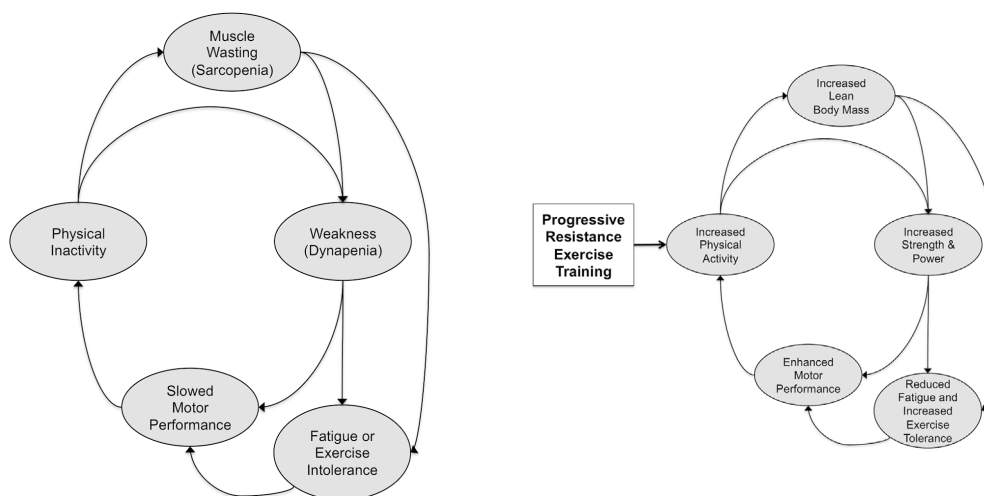 Muscle
Wasting
(Sarcopenia)
Physical
Inactivity
Weakness
(Dynapenia)
Slowed
Motor
Performance
Fatigue or
Exercise
Intolerance
Increased
Lean
Body Mass
Progressive
Resistance
Exercise
Training
Increased
Physical
Activity
Increased
Strength &
Power
Enhanced
Motor
Performance
Reduced
Fatigue and
Increased
Exercise
Tolerance